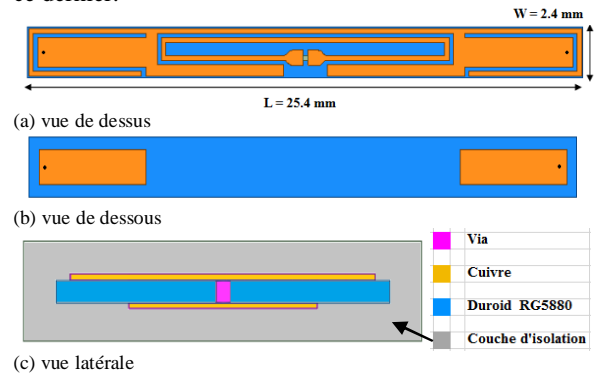 W = 2.4 mm
L = 25.4 mm
(a) vue de dessus
(b) vue de dessous
Via
Cuivre
Duroid RG5880
Couche d'isolation
(c) vue latérale